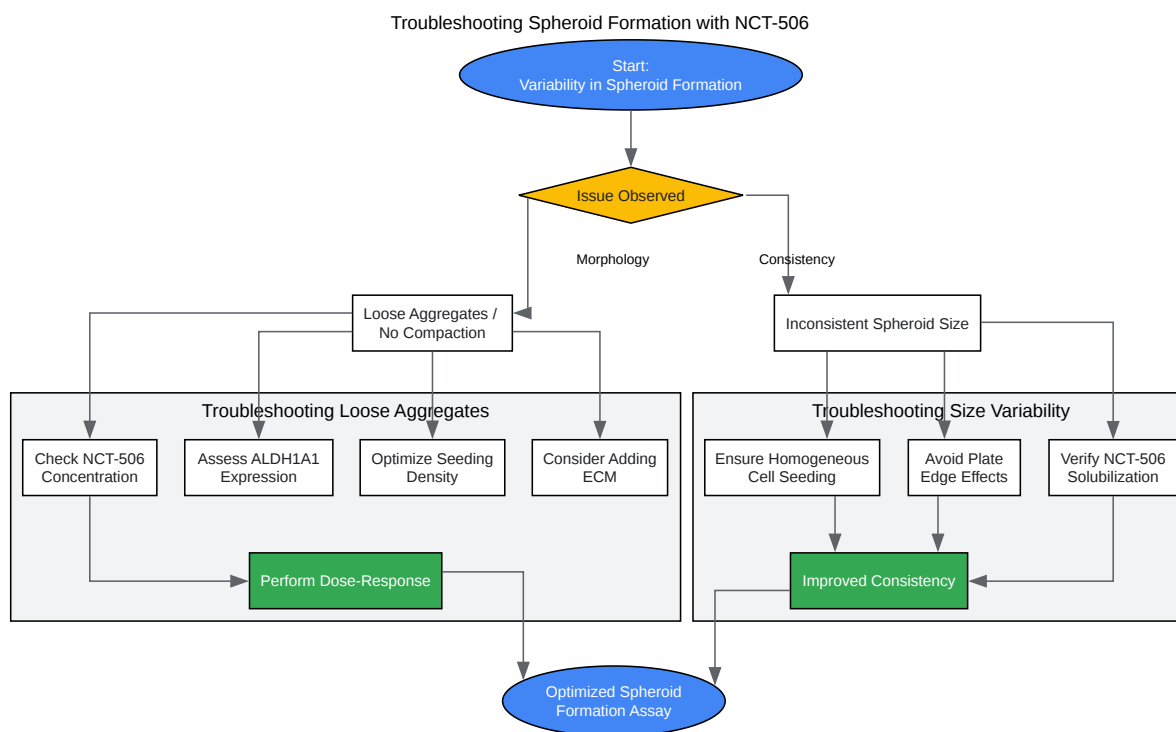 Troubleshooting Spheroid Formation with NCT-506
Start:
Variability in Spheroid Formation
Issue Observed
Morphology
Consistency
Loose Aggregates /
No Compaction
Inconsistent Spheroid Size
Troubleshooting Loose Aggregates
Troubleshooting Size Variability
Check NCT-506
Concentration
Assess ALDH1A1
Expression
Optimize Seeding
Density
Consider Adding
ECM
Ensure Homogeneous
Cell Seeding
Avoid Plate
Edge Effects
Verify NCT-506
Solubilization
Perform Dose-Response
Improved Consistency
Optimized Spheroid
Formation Assay